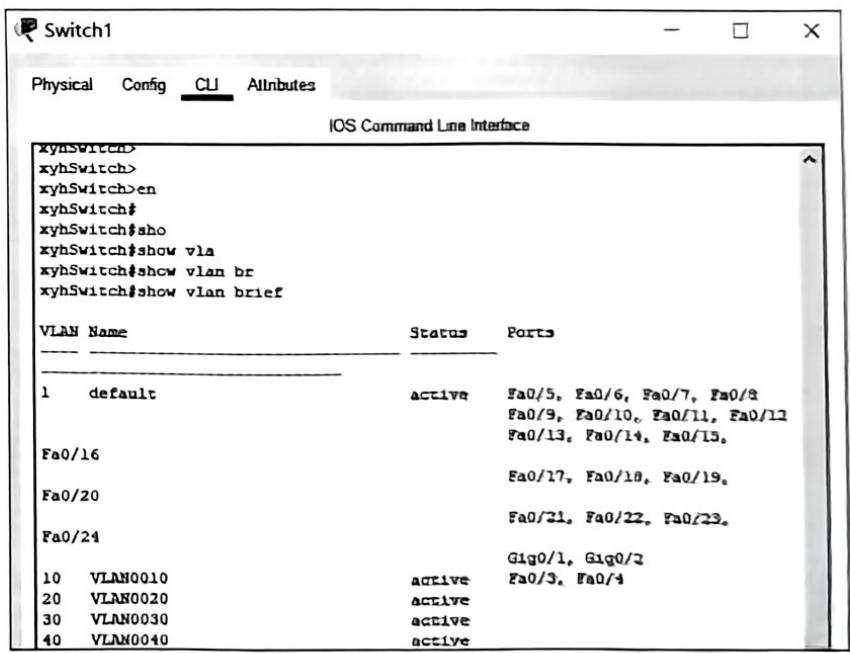 Switch1
Physical Config CLI Attributes
IOS Command Line Interface
xyhSwitch>
xyhSwitch>
xyhSwitch>en
xyhSwitch#
xyhSwitch#sho
xyhSwitch#show vla
xyhSwitch#show vlan br
xyhSwitch#show vlan brief
VLAN Name Status Ports
---- -------------------------------- ---------
-------------------------------
1 default active Fa0/5, Fa0/6, Fa0/7, Fa0/8
Fa0/9, Fa0/10, Fa0/11, Fa0/12
Fa0/13, Fa0/14, Fa0/15,
Fa0/16
Fa0/17, Fa0/18, Fa0/19,
Fa0/20
Fa0/21, Fa0/22, Fa0/23,
Fa0/24
Gig0/1, Gig0/2
10 VLAN0010 active Fa0/3, Fa0/4
20 VLAN0020 active
30 VLAN0030 active
40 VLAN0040 active